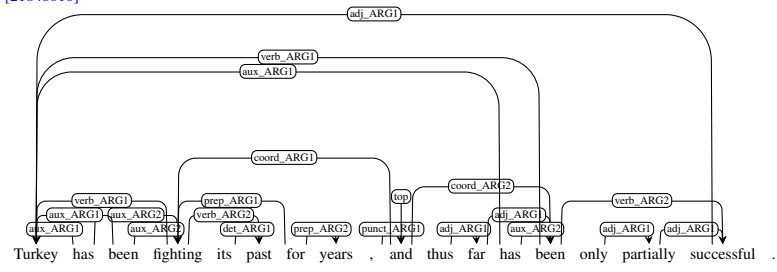 adj_ARG1
verb_ARG1
aux_ARG1
coord_ARG1
coord_ARG2
top
verb_ARG1 prep_ARG1 verb_ARG2
aux_ARG1 aux_ARG2 verb_ARG2 adj_ARG1
aux_ARG1 aux_ARG2 det_ARG1 prep_ARG2 punct_ARG1 adj_ARG1 aux_ARG2 adj_ARG1 adj_ARG1
Turkey has been fighting its past for years , and thus far has been only partially successful .